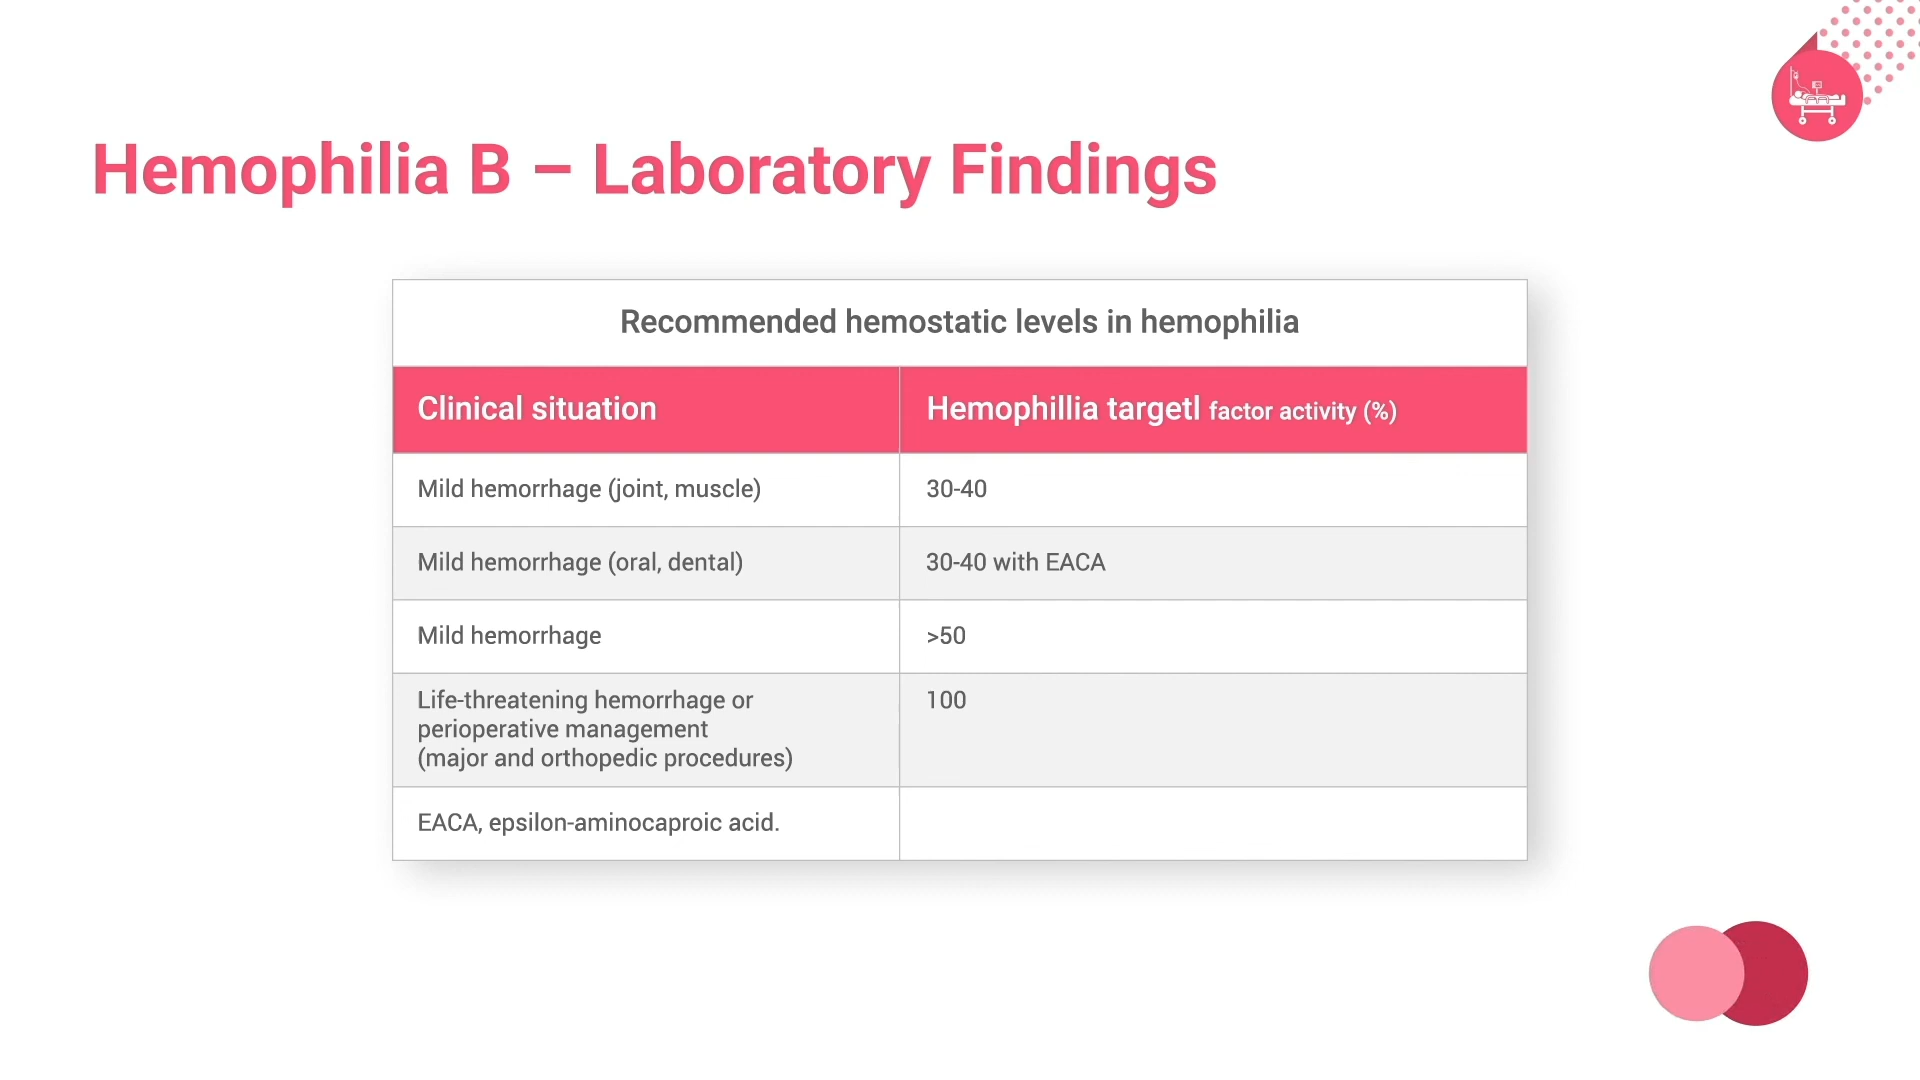 Hemophilia B – Laboratory Findings
Recommended hemostatic levels in hemophilia
Clinical situation
Hemophillia targetl factor activity (%)
Mild hemorrhage (joint, muscle)
30-40
Mild hemorrhage (oral, dental)
30-40 with EACA
Mild hemorrhage
>50
Life-threatening hemorrhage or
perioperative management
(major and orthopedic procedures)
100
EACA, epsilon-aminocaproic acid.